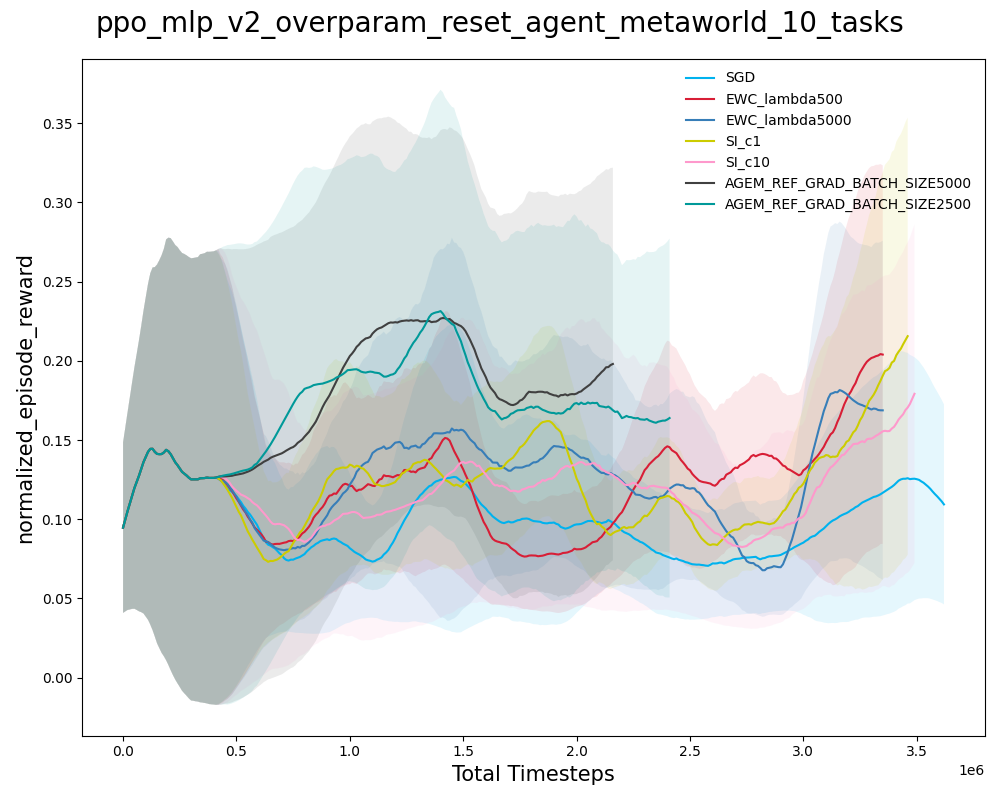 ppo_mlp_v2_overparam_reset_agent_metaworld_10_tasks
SGD
EWC_lambda500
EWC_lambda5000
SI_c1
SI_c10
AGEM_REF_GRAD_BATCH_SIZE5000
AGEM_REF_GRAD_BATCH_SIZE2500
normalized_episode_reward
0.35
0.30
0.25
0.20
0.15
0.10
0.05
0.00
0.0 0.5 1.0 1.5 2.0 2.5 3.0 3.5
1e6
Total Timesteps